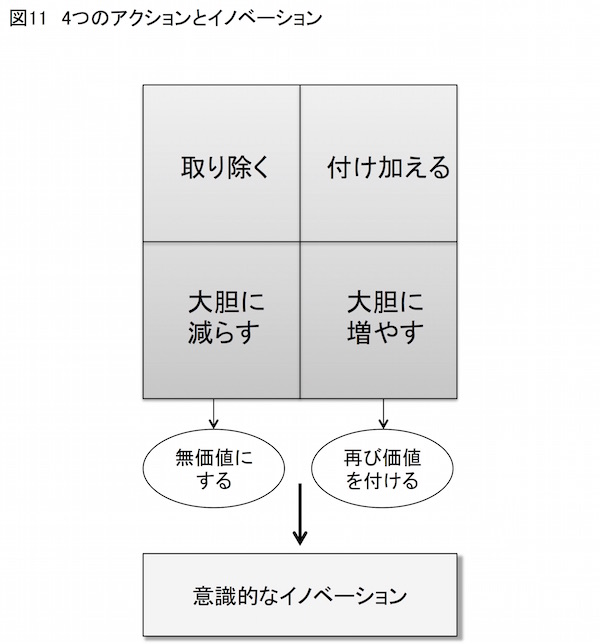 図11 4つのアクションとイノベーション
取り除く
付け加える
大胆に
減らす
大胆に
増やす
無価値に
する
再び価値
を付ける
意識的なイノベーション